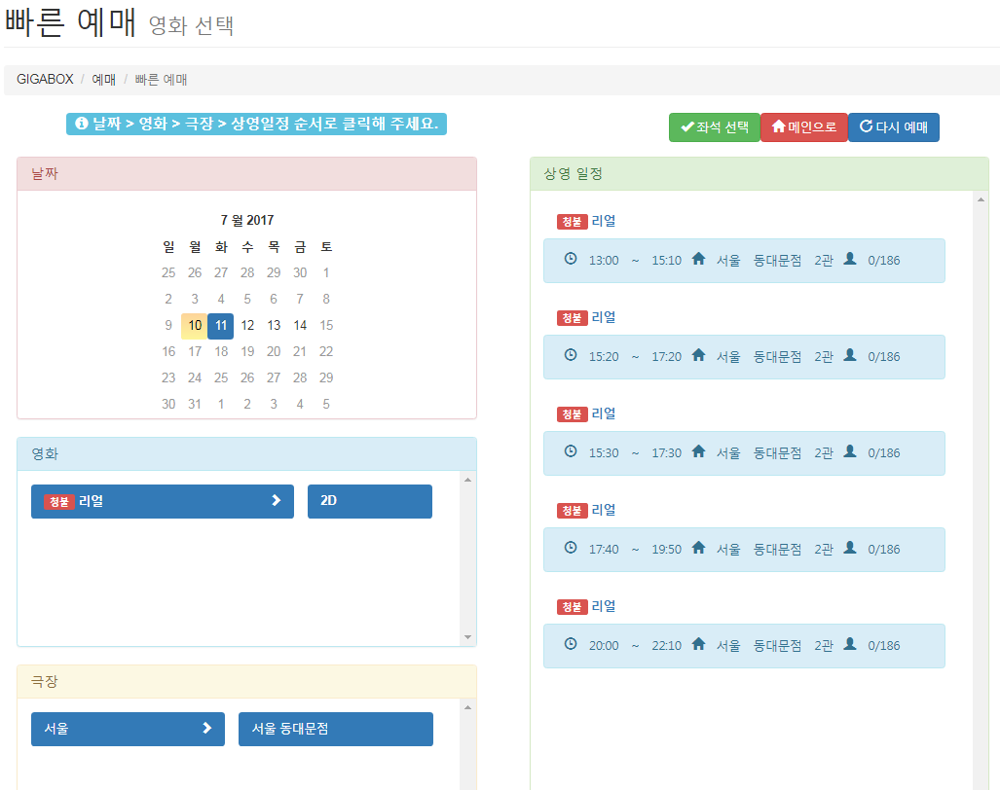 빠른 예매 영화 선택
GIGABOX / 예매 / 빠른 예매
날짜 > 영화 > 극장 > 상영일정 순서로 클릭해 주세요.
좌석 선택 메인으로 다시 예매
날짜
7 월 2017
일 월 화 수 목 금 토
25 26 27 28 29 30 1
2 3 4 5 6 7 8
9 10 11 12 13 14 15
16 17 18 19 20 21 22
23 24 25 26 27 28 29
30 31 1 2 3 4 5
영화
청불 리얼 2D
극장
서울 서울 동대문점
상영 일정
청불 리얼
13:00 ~ 15:10 서울 동대문점 2관 0/186
청불 리얼
15:20 ~ 17:20 서울 동대문점 2관 0/186
청불 리얼
15:30 ~ 17:30 서울 동대문점 2관 0/186
청불 리얼
17:40 ~ 19:50 서울 동대문점 2관 0/186
청불 리얼
20:00 ~ 22:10 서울 동대문점 2관 0/186